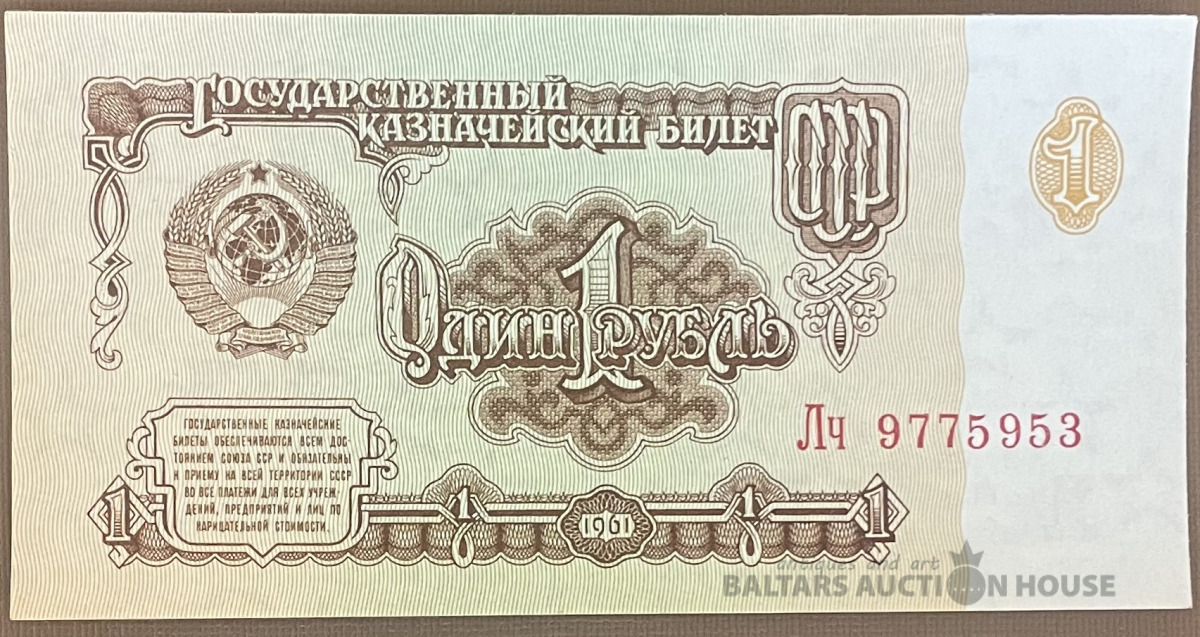 ГОСУДАРСТВЕННЫЙ
КАЗНАЧЕЙСКИЙ БИЛЕТ
СССР
1
ОДИН 1 РУБЛЬ
Лч 9775953
ГОСУДАРСТВЕННЫЕ КАЗНАЧЕЙСКИЕ
БИЛЕТЫ ОБЕСПЕЧИВАЮТСЯ ВСЕМ ДОС-
ТОЯНИЕМ СОЮЗА ССР И ОБЯЗАТЕЛЬНЫ
К ПРИЕМУ НА ВСЕЙ ТЕРРИТОРИИ СССР
ВО ВСЕ ПЛАТЕЖИ ДЛЯ ВСЕХ УЧРЕЖ-
ДЕНИЙ, ПРЕДПРИЯТИЙ И ЛИЦ ПО
НАРИЦАТЕЛЬНОЙ СТОИМОСТИ.
1 1 1961 1 1
antiques and art
BALTARS AUCTION HOUSE